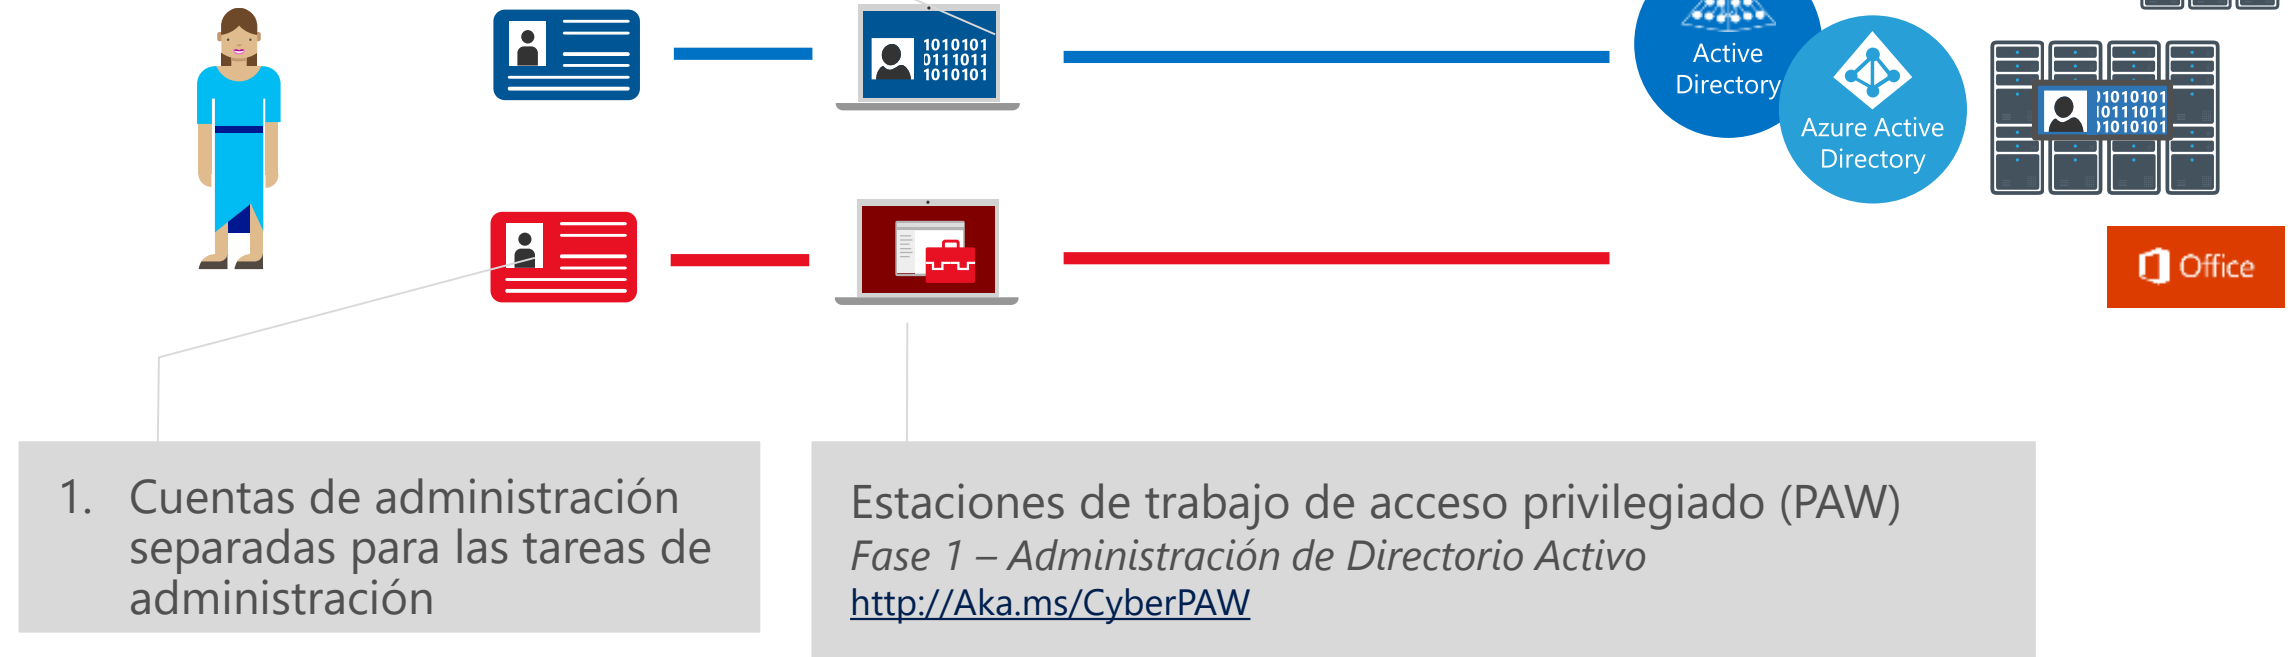 1010101
0111011
1010101
Active
Directory
Azure Active
Directory
1010101
0111011
1010101
Office
1. Cuentas de administración
separadas para las tareas de
administración
Estaciones de trabajo de acceso privilegiado (PAW)
Fase 1 – Administración de Directorio Activo
http://Aka.ms/CyberPAW